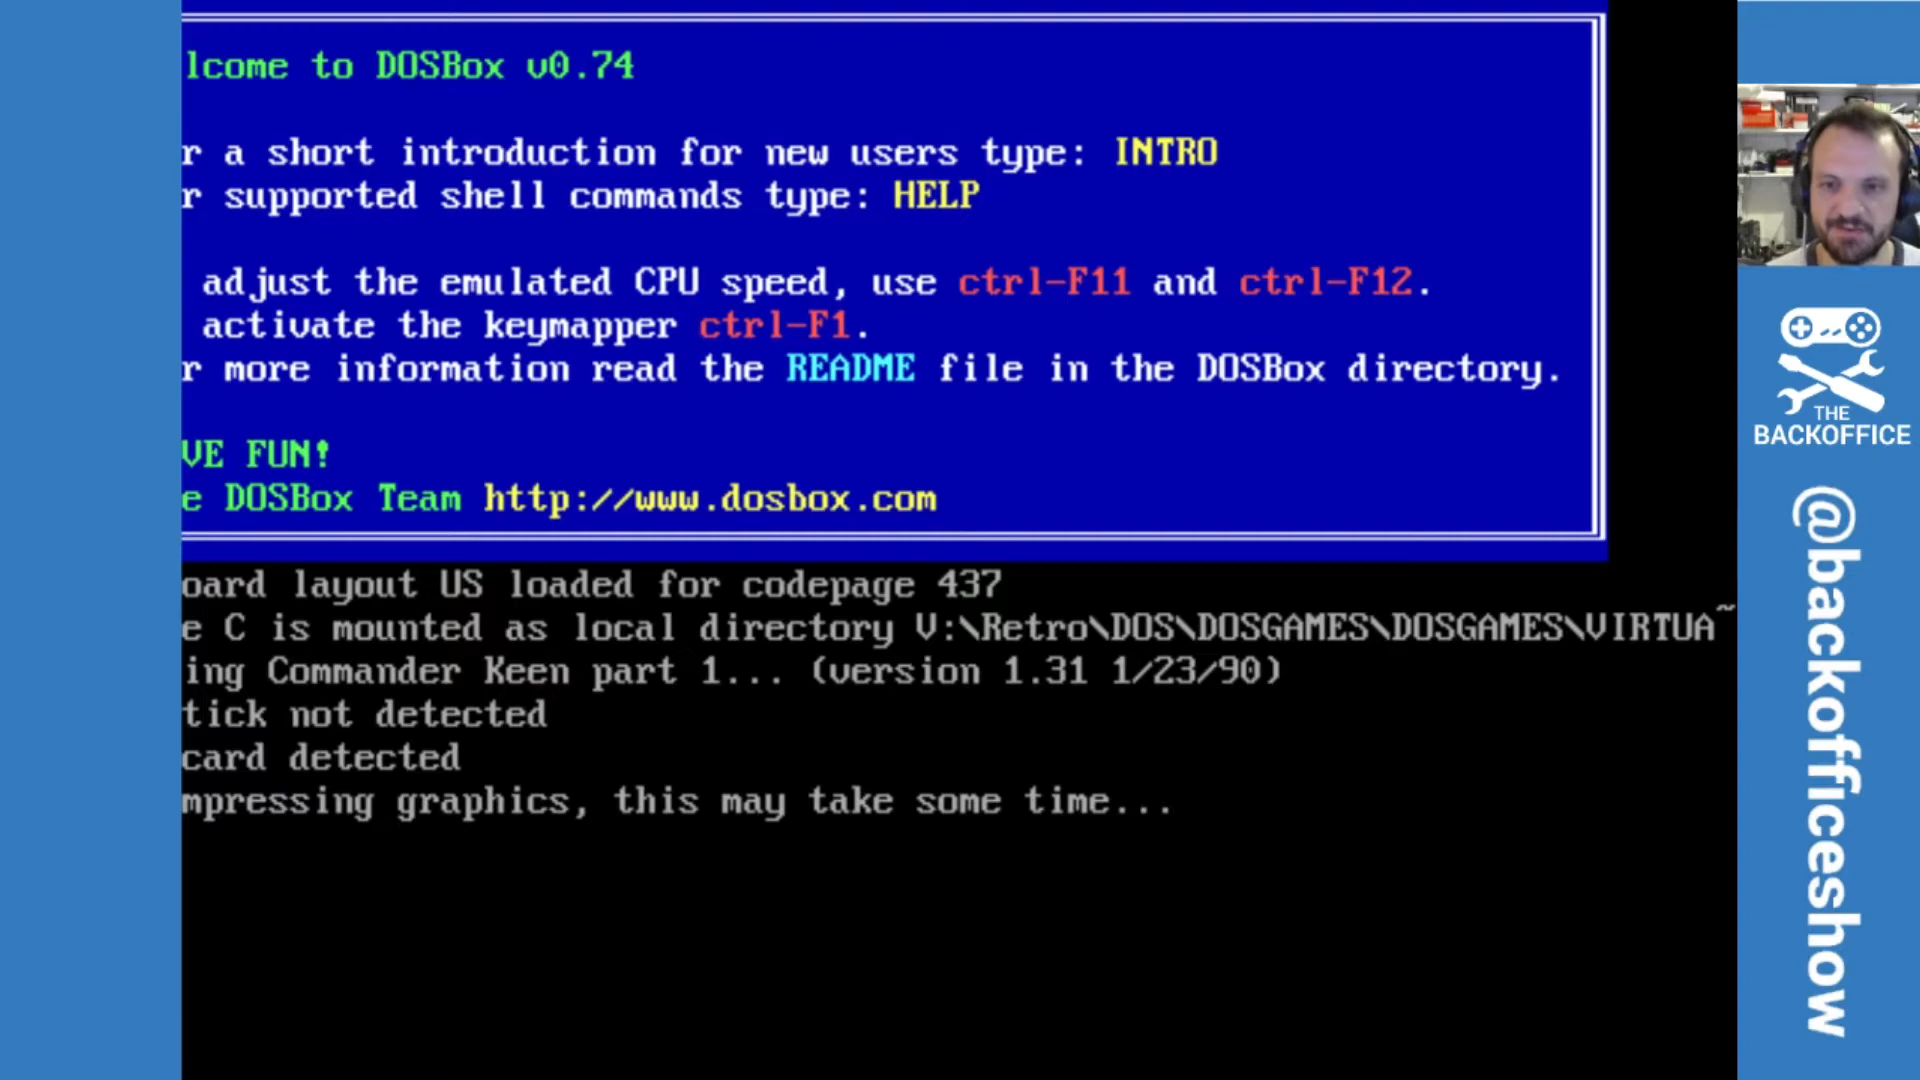 lcome to DOSBox v0.74
r a short introduction for new users type: INTRO
r supported shell commands type: HELP
adjust the emulated CPU speed, use ctrl-F11 and ctrl-F12.
activate the keymapper ctrl-F1.
r more information read the README file in the DOSBox directory.
VE FUN!
e DOSBox Team http://www.dosbox.com
oard layout US loaded for codepage 437
e C is mounted as local directory V:\Retro\DOS\DOSGAMES\DOSGAMES\VIRTUA~
ing Commander Keen part 1... (version 1.31 1/23/90)
tick not detected
card detected
mpressing graphics, this may take some time...
THE
BACKOFFICE
@backofficeshow